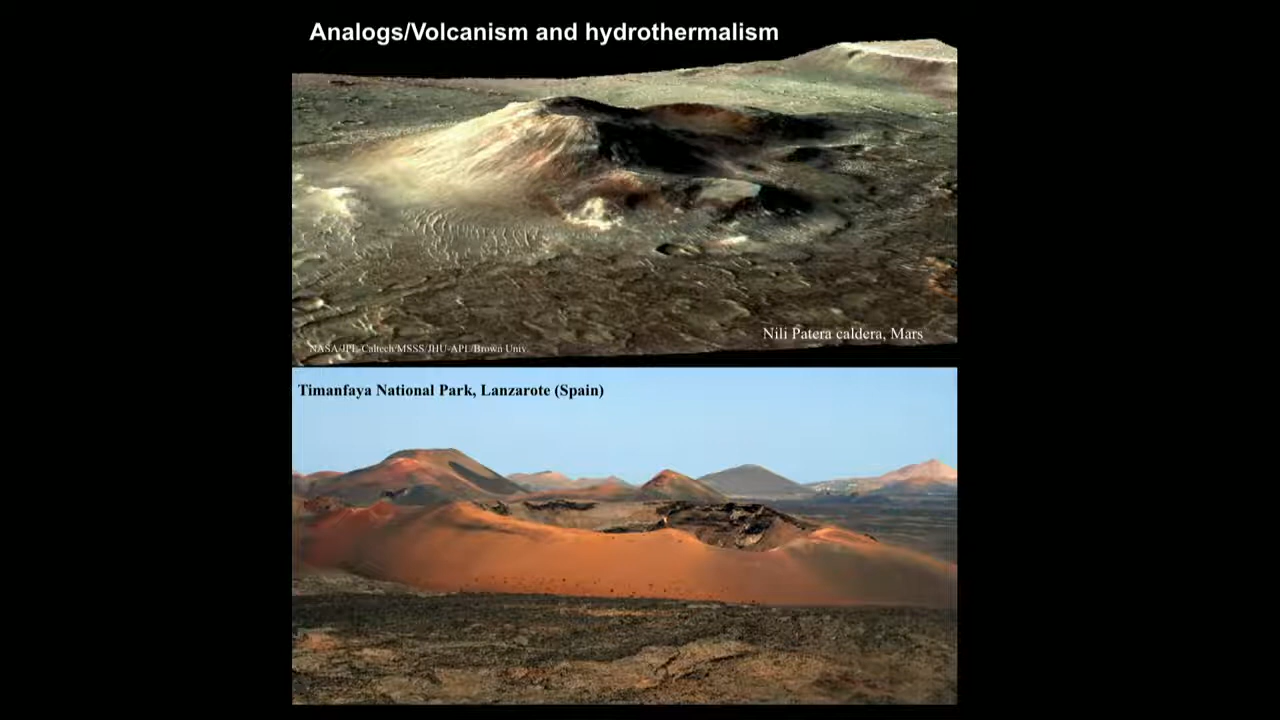 Analogs/Volcanism and hydrothermalism
Nili Patera caldera, Mars
NASA/JPL-Caltech/MSSS/JHU-APL/Brown Univ.
Timanfaya National Park, Lanzarote (Spain)